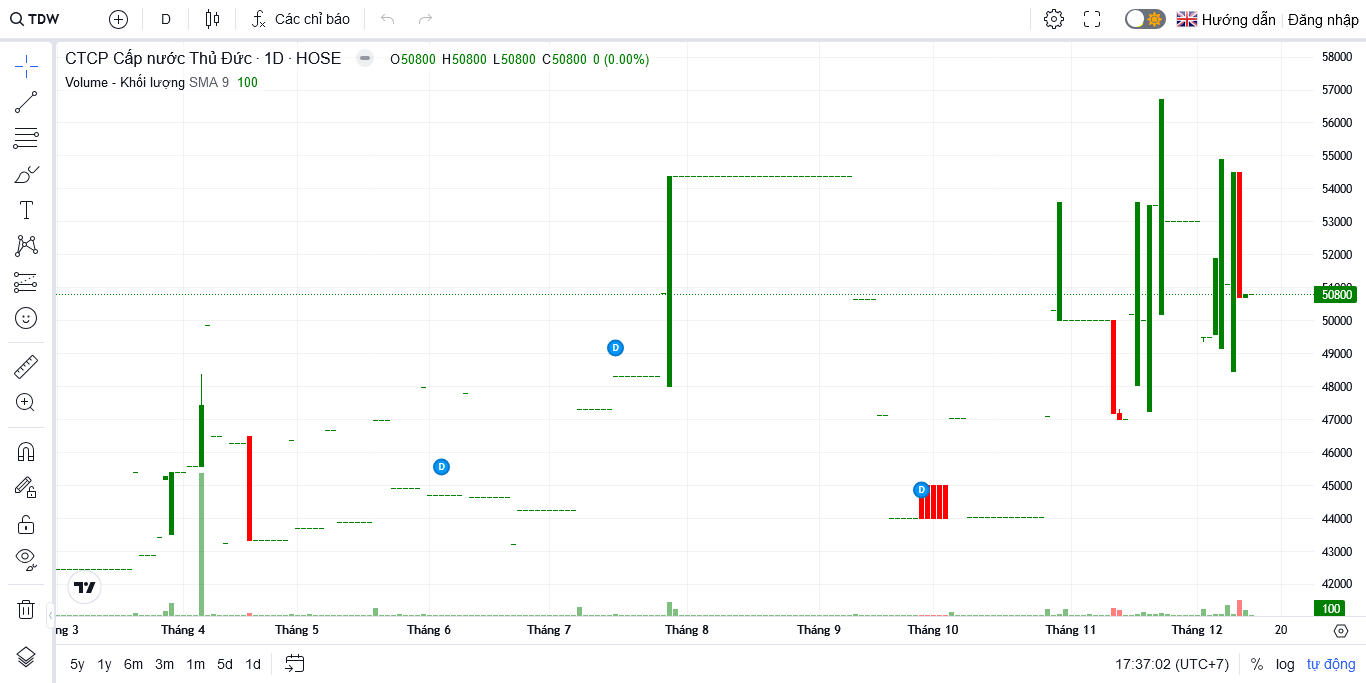 TDW
D
Các chỉ báo
Hướng dẫn
Đăng nhập
CTCP Cấp nước Thủ Đức · 1D · HOSE
O50800 H50800 L50800 C50800 0 (0.00%)
Volume - Khối lượng SMA 9 100
58000
57000
56000
55000
54000
53000
52000
50800
50000
49000
48000
47000
46000
45000
44000
43000
42000
100
D
D
D
ng 3
Tháng 4
Tháng 5
Tháng 6
Tháng 7
Tháng 8
Tháng 9
Tháng 10
Tháng 11
Tháng 12
20
5y 1y 6m 3m 1m 5d 1d
17:37:02 (UTC+7)
% log tự động